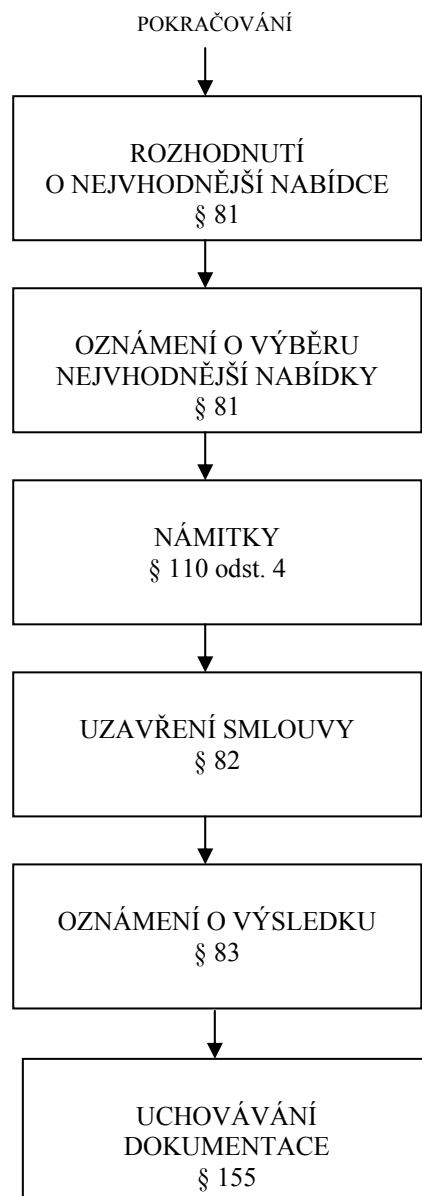 POKRAČOVÁNÍ
ROZHODNUTÍ
O NEJVHODNĚJŠÍ NABÍDCE
§ 81
OZNÁMENÍ O VÝBĚRU
NEJVHODNĚJŠÍ NABÍDKY
§ 81
NÁMITKY
§ 110 odst. 4
UZAVŘENÍ SMLOUVY
§ 82
OZNÁMENÍ O VÝSLEDKU
§ 83
UCHOVÁVÁNÍ
DOKUMENTACE
§ 155